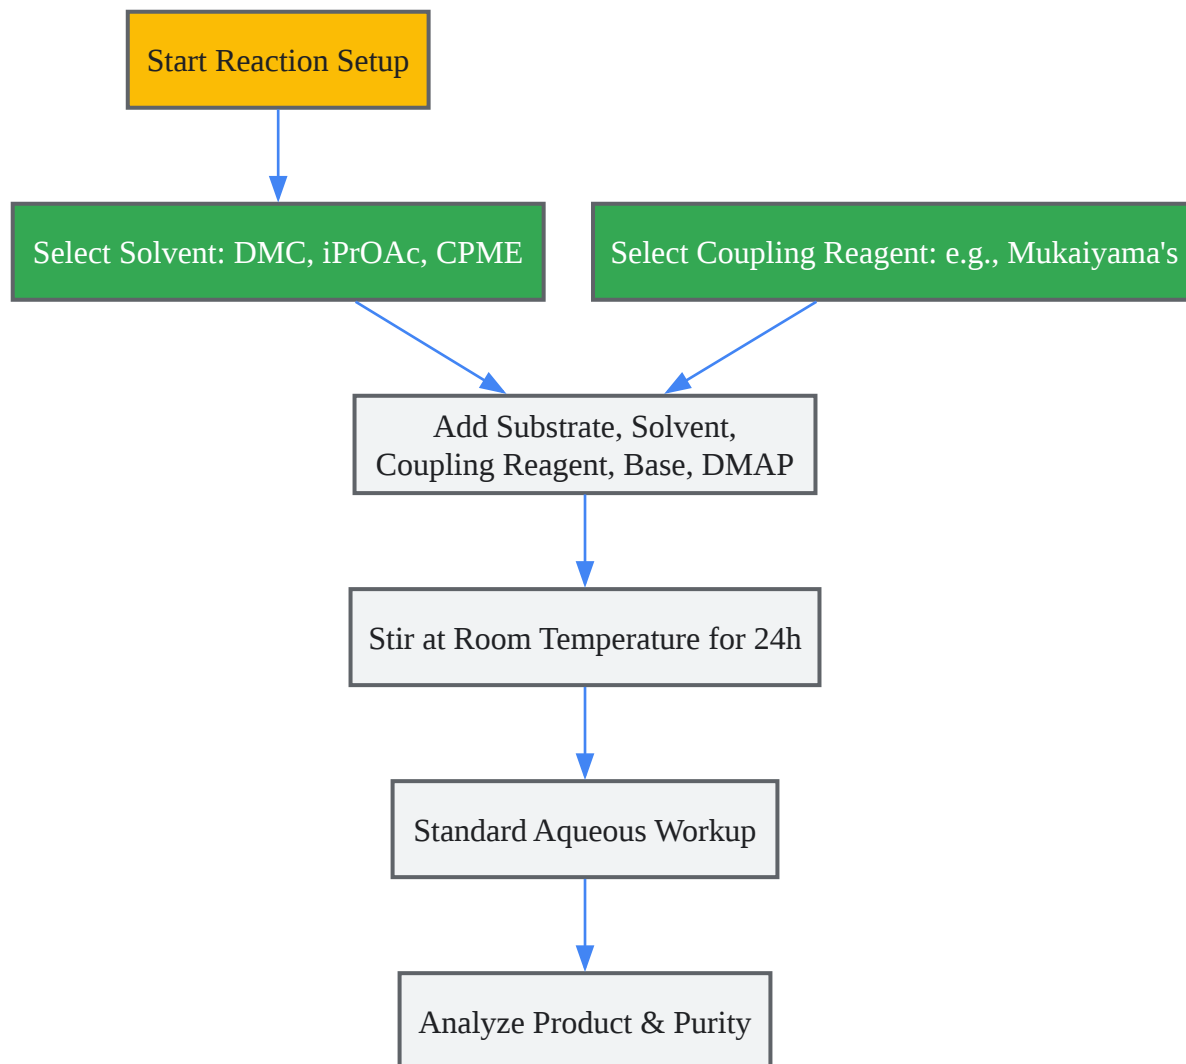 Start Reaction Setup
Select Solvent: DMC, iPrOAc, CPME
Select Coupling Reagent: e.g., Mukaiyama's
Add Substrate, Solvent,
Coupling Reagent, Base, DMAP
Stir at Room Temperature for 24h
Standard Aqueous Workup
Analyze Product & Purity